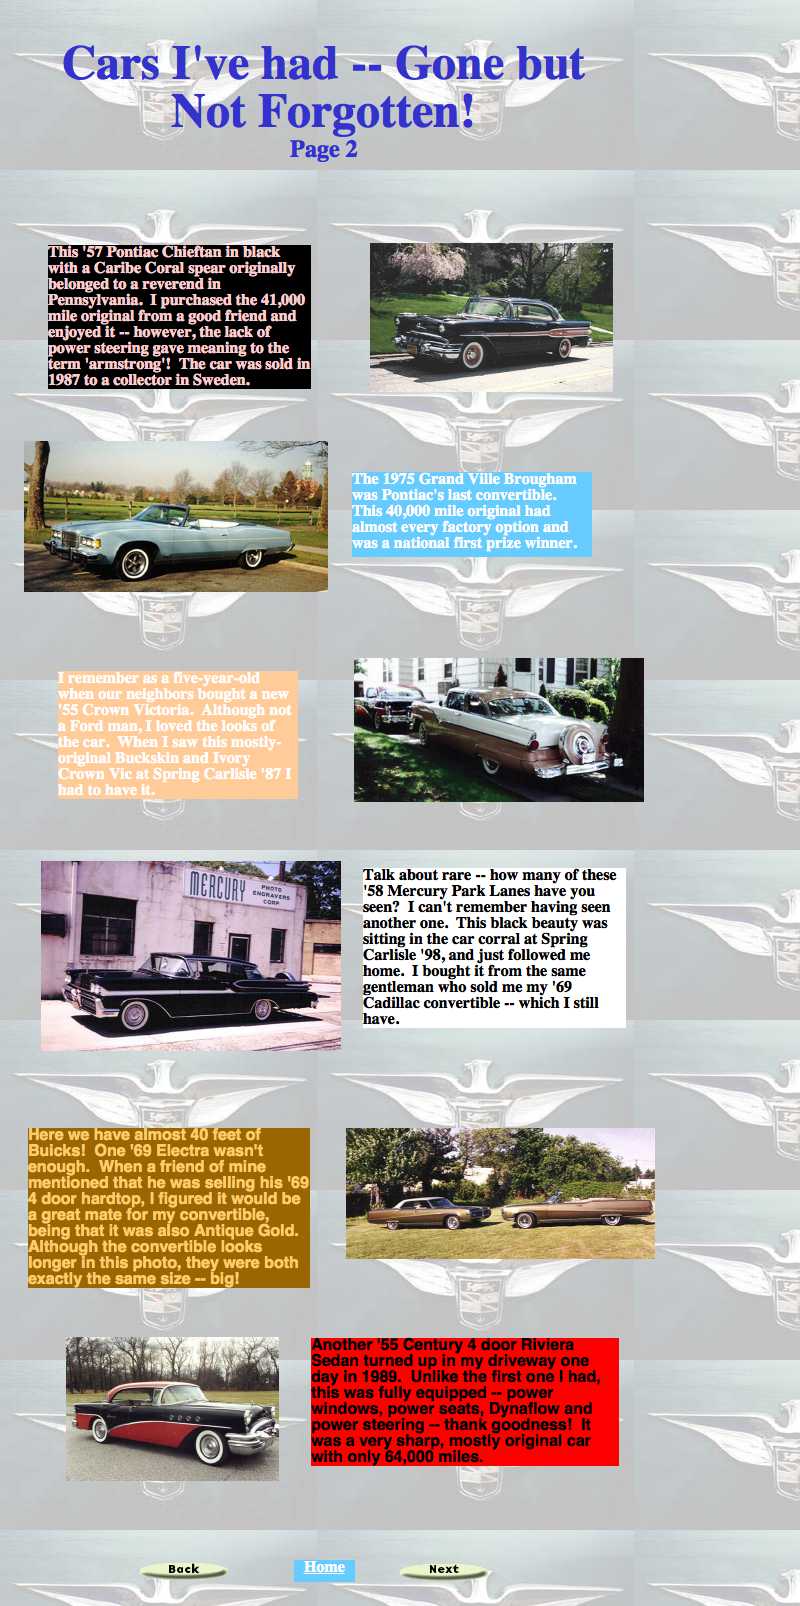 Cars I've had -- Gone but
Not Forgotten!
Page 2
This '57 Pontiac Chieftan in black
with a Caribe Coral spear originally
belonged to a reverend in
Pennsylvania.  I purchased the 41,000
mile original from a good friend and
enjoyed it -- however, the lack of
power steering gave meaning to the
term 'armstrong'!  The car was sold in
1987 to a collector in Sweden.
The 1975 Grand Ville Brougham
was Pontiac's last convertible.
This 40,000 mile original had
almost every factory option and
was a national first prize winner.
I remember as a five-year-old
when our neighbors bought a new
'55 Crown Victoria.  Although not
a Ford man, I loved the looks of
the car.  When I saw this mostly-
original Buckskin and Ivory
Crown Vic at Spring Carlisle '87 I
had to have it.
MERCURY
PHOTO
ENGRAVERS
CORP
Talk about rare -- how many of these
'58 Mercury Park Lanes have you
seen?  I can't remember having seen
another one.  This black beauty was
sitting in the car corral at Spring
Carlisle '98, and just followed me
home.  I bought it from the same
gentleman who sold me my '69
Cadillac convertible -- which I still
have.
Here we have almost 40 feet of
Buicks!  One '69 Electra wasn't
enough.  When a friend of mine
mentioned that he was selling his '69
4 door hardtop, I figured it would be
a great mate for my convertible,
being that it was also Antique Gold.
Although the convertible looks
longer in this photo, they were both
exactly the same size -- big!
Another '55 Century 4 door Riviera
Sedan turned up in my driveway one
day in 1989.  Unlike the first one I had,
this was fully equipped -- power
windows, power seats, Dynaflow and
power steering -- thank goodness!  It
was a very sharp, mostly original car
with only 64,000 miles.
Back
Home
Next